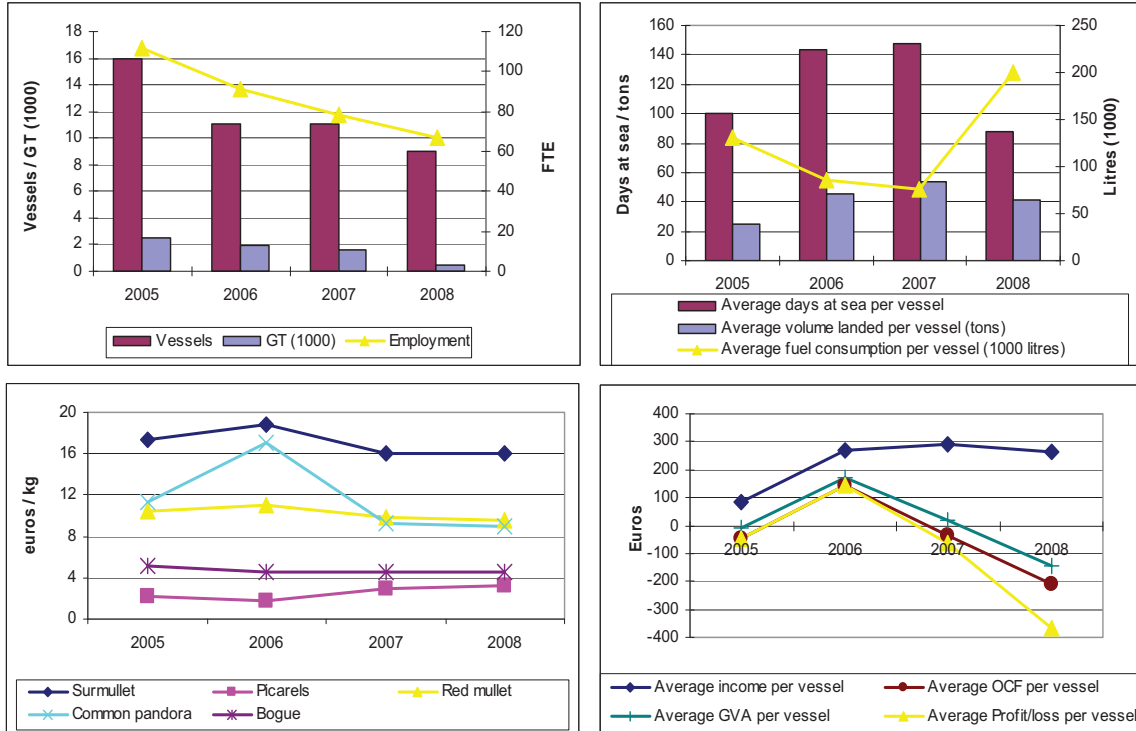 18
16
14
12
10
8
6
4
2
0
Vessels / GT (1000)
120
100
80
60
40
20
0
FTE
2005 2006 2007 2008
Vessels GT (1000) Employment
160
140
120
100
80
60
40
20
0
Days at sea / tons
250
200
150
100
50
0
Litres (1000)
2005 2006 2007 2008
Average days at sea per vessel
Average volume landed per vessel (tons)
Average fuel consumption per vessel (1000 litres)
20
16
12
8
4
0
euros / kg
2005 2006 2007 2008
Surmullet Picarels Red mullet
Common pandora Bogue
400
300
200
100
0
-100
-200
-300
-400
Euros
2005 2006 2007 2008
Average income per vessel Average OCF per vessel
Average GVA per vessel Average Profit/loss per vessel